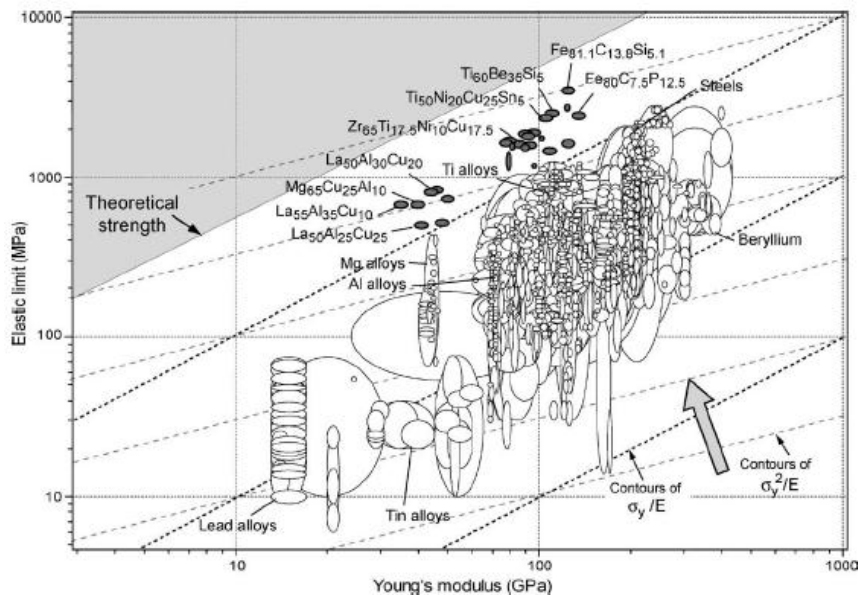 10000
1000
100
10
Elastic limit (MPa)
Theoretical
strength
Fe81.1C13.8Si5.1
Ti60Be35Si5
Ee80C7.5P12.5
Ti50Ni20Cu25Sn5
Steels
Zr65Ti17.5Ni10Cu17.5
La50Al30Cu20
Ti alloys
Mg65Cu25Al10
La55Al35Cu10
La50Al25Cu25
Beryllium
Mg alloys
Al alloys
Lead alloys
Tin alloys
Contours of
σy/E
Contours of
σy²/E
10
100
1000
Young's modulus (GPa)